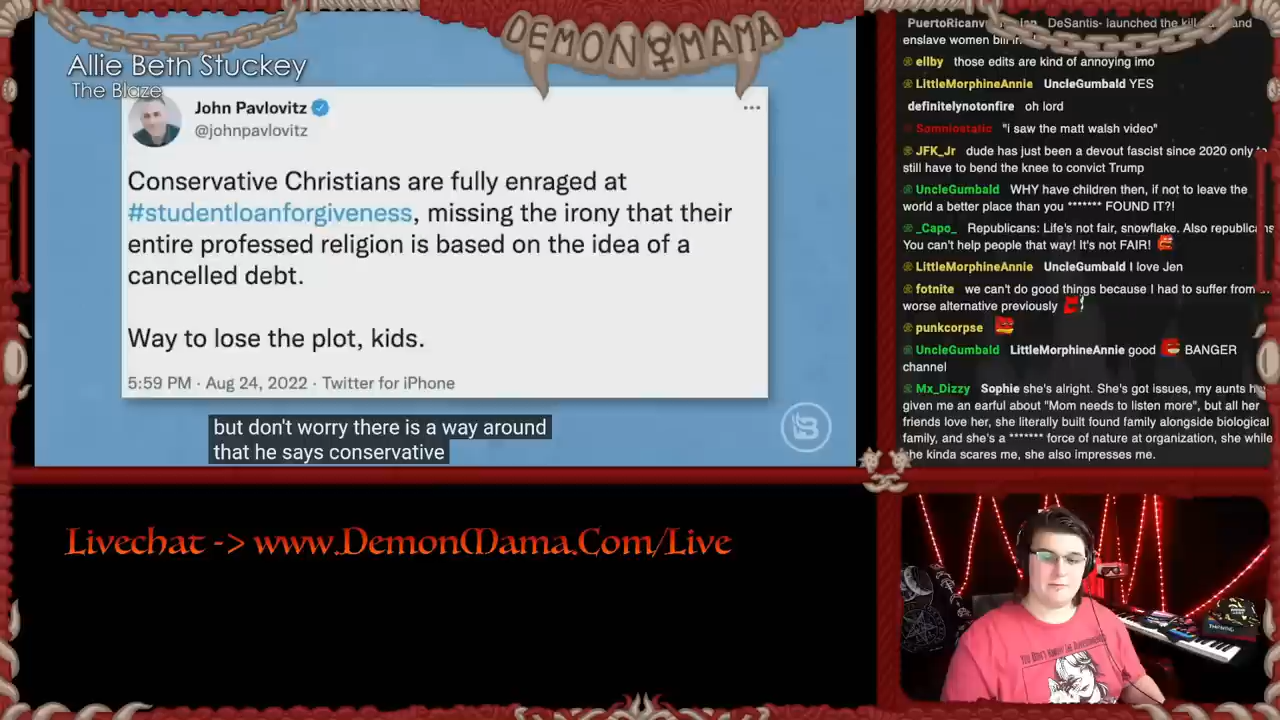 DEMON MAMA
Allie Beth Stuckey
The Blaze
John Pavlovitz
@johnpavlovitz
Conservative Christians are fully enraged at
#studentloanforgiveness, missing the irony that their
entire professed religion is based on the idea of a
cancelled debt.
Way to lose the plot, kids.
5:59 PM · Aug 24, 2022 · Twitter for iPhone
but don't worry there is a way around
that he says conservative
B
DeSantis- launched the kill and
enslave women
ellby those edits are kind of annoying imo
LittleMorphineAnnie UncleGumbald YES
definitelynotonfire oh lord
Samniostatic "i saw the matt walsh video"
JFK_Jr dude has just been a devout fascist since 2020 only to
still have to bend the knee to convict Trump
UncleGumbald WHY have children then, if not to leave the
world a better place than you ******* FOUND IT?!
_Capo_ Republicans: Life's not fair, snowflake. Also republicans
You can't help people that way! It's not FAIR!
LittleMorphineAnnie UncleGumbald I love Jen
fotnite we can't do good things because I had to suffer from
worse alternative previously
punkcorpse
UncleGumbald LittleMorphineAnnie good BANGER
channel
Mx_Dizzy Sophie she's alright. She's got issues, my aunts
given me an earful about "Mom needs to listen more", but all her
friends love her, she literally built found family alongside biological
family, and she's a ******* force of nature at organization, she while
she kinda scares me, she also impresses me.
Livechat -> www.DemonMama.Com/Live